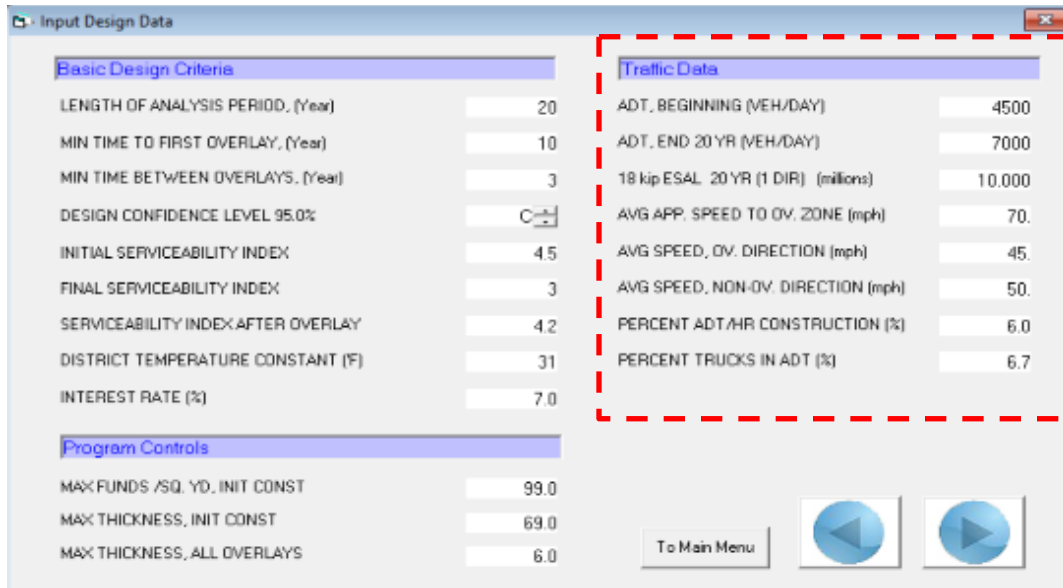 - Input Design Data
Basic Design Criteria
LENGTH OF ANALYSIS PERIOD, (Year) 20
MIN TIME TO FIRST OVERLAY, (Year) 10
MIN TIME BETWEEN OVERLAYS, (Year) 3
DESIGN CONFIDENCE LEVEL 95.0% C
INITIAL SERVICEABILITY INDEX 4.5
FINAL SERVICEABILITY INDEX 3
SERVICEABILITY INDEX AFTER OVERLAY 4.2
DISTRICT TEMPERATURE CONSTANT (°F) 31
INTEREST RATE (%) 7.0
Program Controls
MAX FUNDS /SQ. YD, INIT CONST 99.0
MAX THICKNESS, INIT CONST 69.0
MAX THICKNESS, ALL OVERLAYS 6.0
Traffic Data
ADT, BEGINNING (VEH/DAY) 4500
ADT, END 20 YR (VEH/DAY) 7000
18 kip ESAL 20 YR (1 DIR) (millions) 10.000
AVG APP. SPEED TO OV. ZONE (mph) 70.
AVG SPEED, OV. DIRECTION (mph) 45.
AVG SPEED, NON-OV. DIRECTION (mph) 50.
PERCENT ADT/HR CONSTRUCTION (%) 6.0
PERCENT TRUCKS IN ADT (%) 6.7
To Main Menu